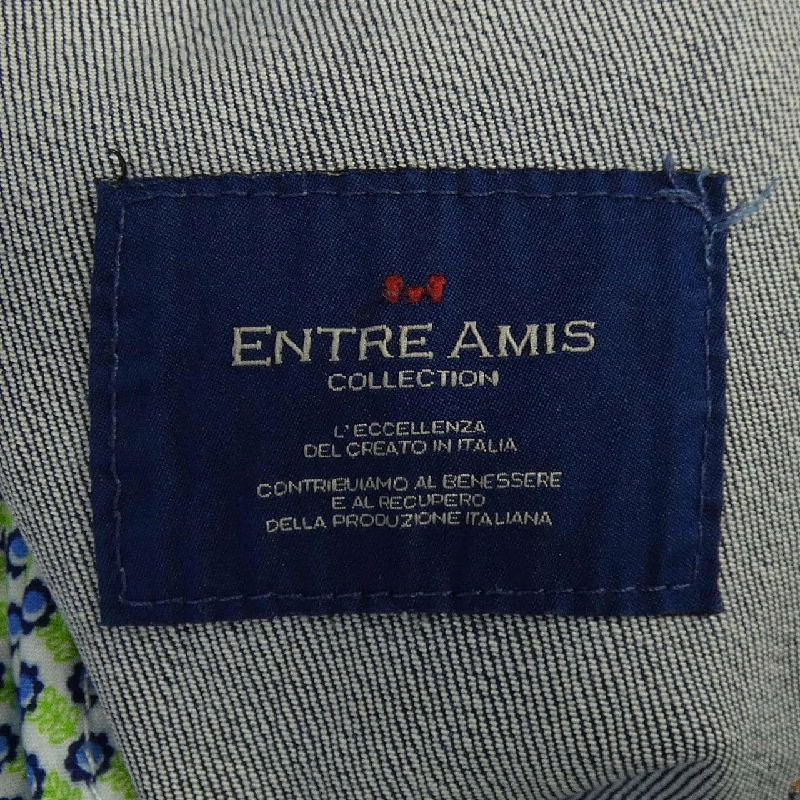 ENTRE AMIS
COLLECTION
L'ECCELLENZA
DEL CREATO IN ITALIA
CONTRIBUIAMO AL BENESSERE
E AL RECUPERO
DELLA PRODUZIONE ITALIANA